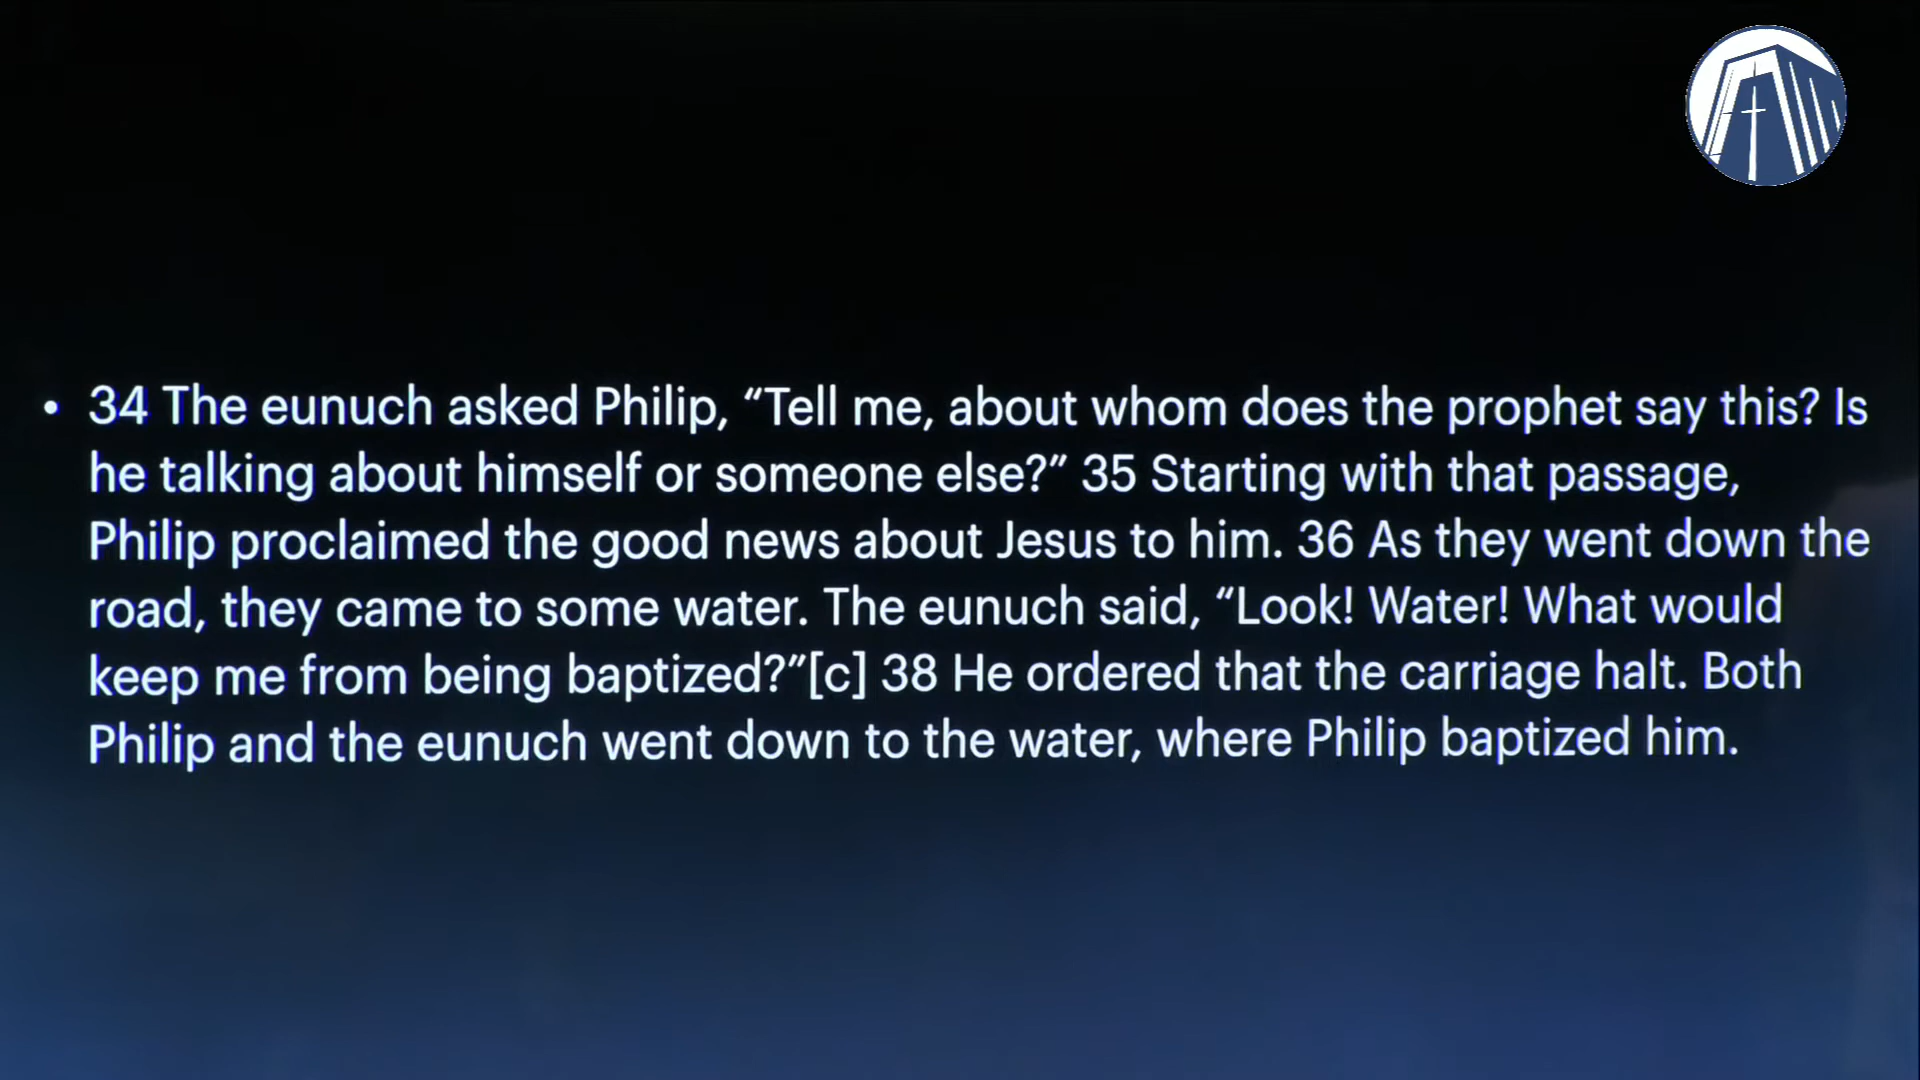 • 34 The eunuch asked Philip, “Tell me, about whom does the prophet say this? Is
he talking about himself or someone else?” 35 Starting with that passage,
Philip proclaimed the good news about Jesus to him. 36 As they went down the
road, they came to some water. The eunuch said, “Look! Water! What would
keep me from being baptized?”[c] 38 He ordered that the carriage halt. Both
Philip and the eunuch went down to the water, where Philip baptized him.